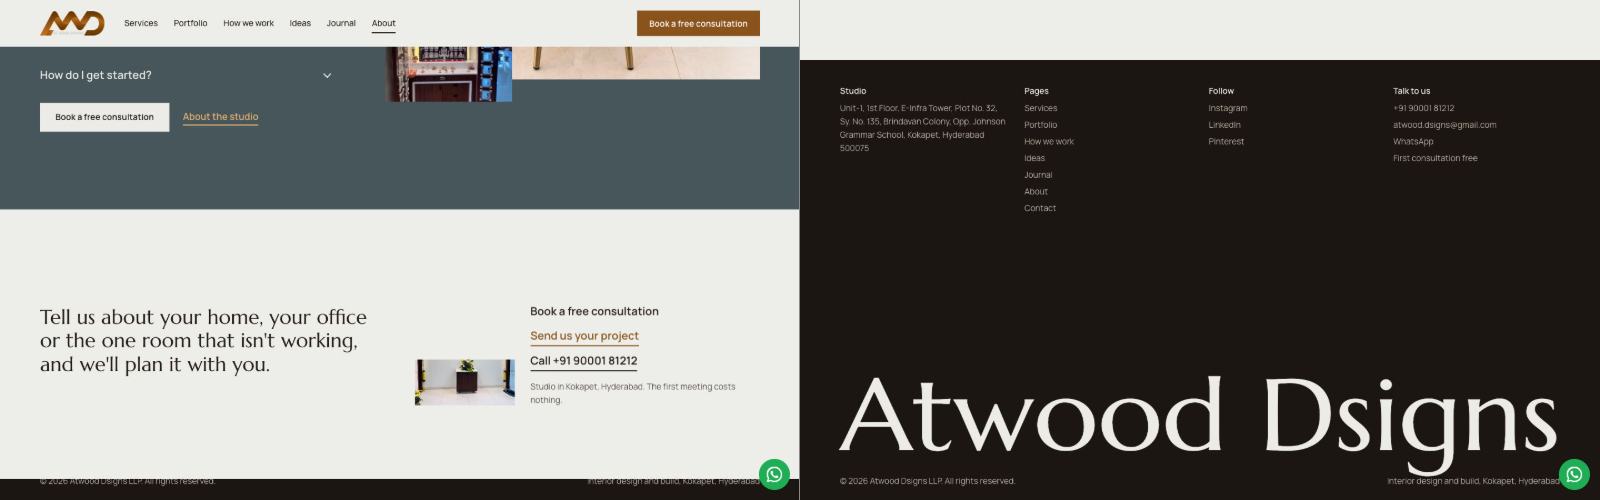 Services Portfolio How we work Ideas Journal About Book a free consultation
How do I get started?
Book a free consultation About the studio
Tell us about your home, your office
or the one room that isn't working,
and we'll plan it with you.
Book a free consultation
Send us your project
Call +91 90001 81212
Studio in Kokapet, Hyderabad. The first meeting costs
nothing.
© 2026 Atwood Dsigns LLP. All rights reserved. Interior design and build, Kokapet, Hyderabad
Studio
Unit-1, 1st Floor, E-Infra Tower, Plot No. 32,
Sy. No. 135, Brindavan Colony, Opp. Johnson
Grammar School, Kokapet, Hyderabad
500075
Pages
Services
Portfolio
How we work
Ideas
Journal
About
Contact
Follow
Instagram
LinkedIn
Pinterest
Talk to us
+91 90001 81212
atwood.dsigns@gmail.com
WhatsApp
First consultation free
Atwood Dsigns
© 2026 Atwood Dsigns LLP. All rights reserved. Interior design and build, Kokapet, Hyderabad